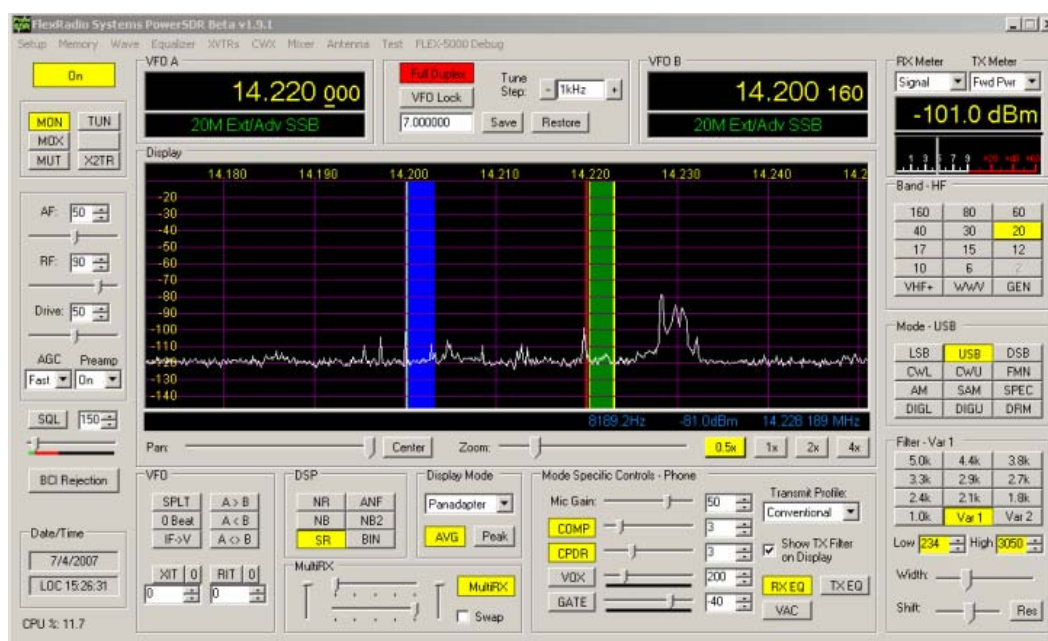 FlexRadio Systems PowerSDR Beta v1.9.1
Setup Memory Wave Equalizer XVTRs CWX Mixer Antenna Test FLEX-5000 Debug
On
MON TUN
MOX
MUT X2TR
AF: 50
RF: 90
Drive: 50
AGC Preamp
Fast On
SQL 150
BCI Rejection
Date/Time
7/4/2007
LOC 15:26:31
CPU %: 11.7
VFO A
14.220 000
20M Ext/Adv SSB
Full Duplex
VFO Lock
Tune Step: - 1kHz +
7.000000 Save Restore
VFO B
14.200 160
20M Ext/Adv SSB
RX Meter TX Meter
Signal Fwd Pwr
-101.0 dBm
1 3 5 7 9 +20 +40 +60
Display
14.180 14.190 14.200 14.210 14.220 14.230 14.240 14.2
-20
-30
-40
-50
-60
-70
-80
-90
-100
-110
-120
-130
-140
8189.2Hz -81.0dBm 14.228 189 MHz
Pan: Center Zoom: 0.5x 1x 2x 4x
Band - HF
160 80 60
40 30 20
17 15 12
10 6 2
VHF+ WWV GEN
Mode - USB
LSB USB DSB
CWL CWU FMN
AM SAM SPEC
DIGL DIGU DRM
Filter - Var 1
5.0k 4.4k 3.8k
3.3k 2.9k 2.7k
2.4k 2.1k 1.8k
1.0k Var 1 Var 2
Low 234 High 3050
Width:
Shift: Res
VFO
SPLT A > B
0 Beat A < B
IF->V A <> B
XIT 0 RIT 0
0 0
DSP
NR ANF
NB NB2
SR BIN
Display Mode
Panadapter
AVG Peak
MultiRX
MultiRX
Swap
Mode Specific Controls - Phone
Mic Gain: 50
COMP 3
CPDR 3
VOX 200
GATE -40
Transmit Profile:
Conventional
Show TX Filter on Display
RX EQ TX EQ
VAC